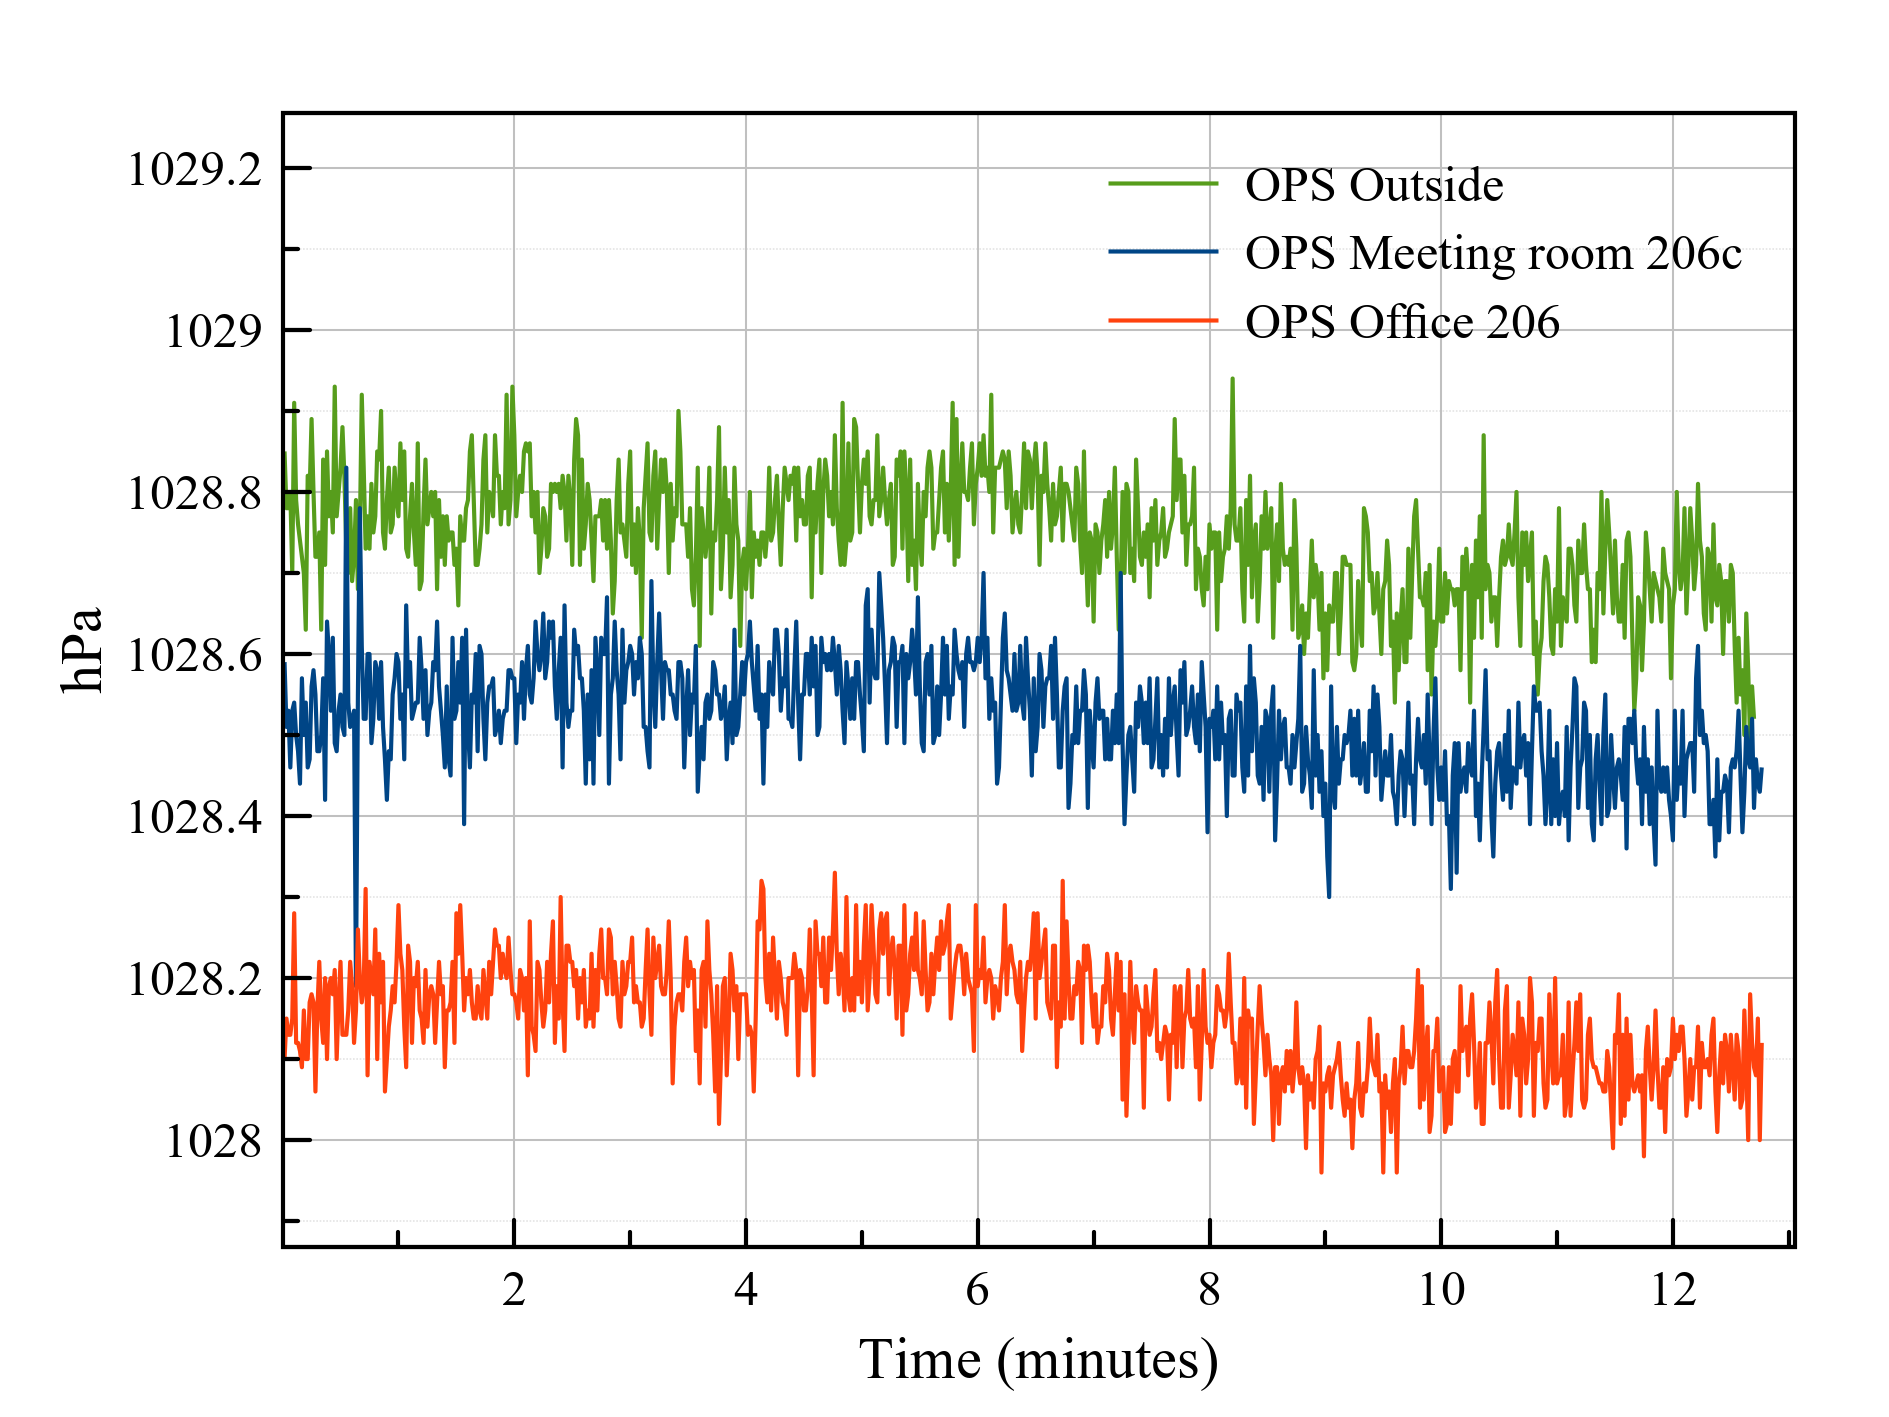 1029.2
1029
1028.8
1028.6
1028.4
1028.2
1028
hPa
OPS Outside
OPS Meeting room 206c
OPS Office 206
2 4 6 8 10 12
Time (minutes)